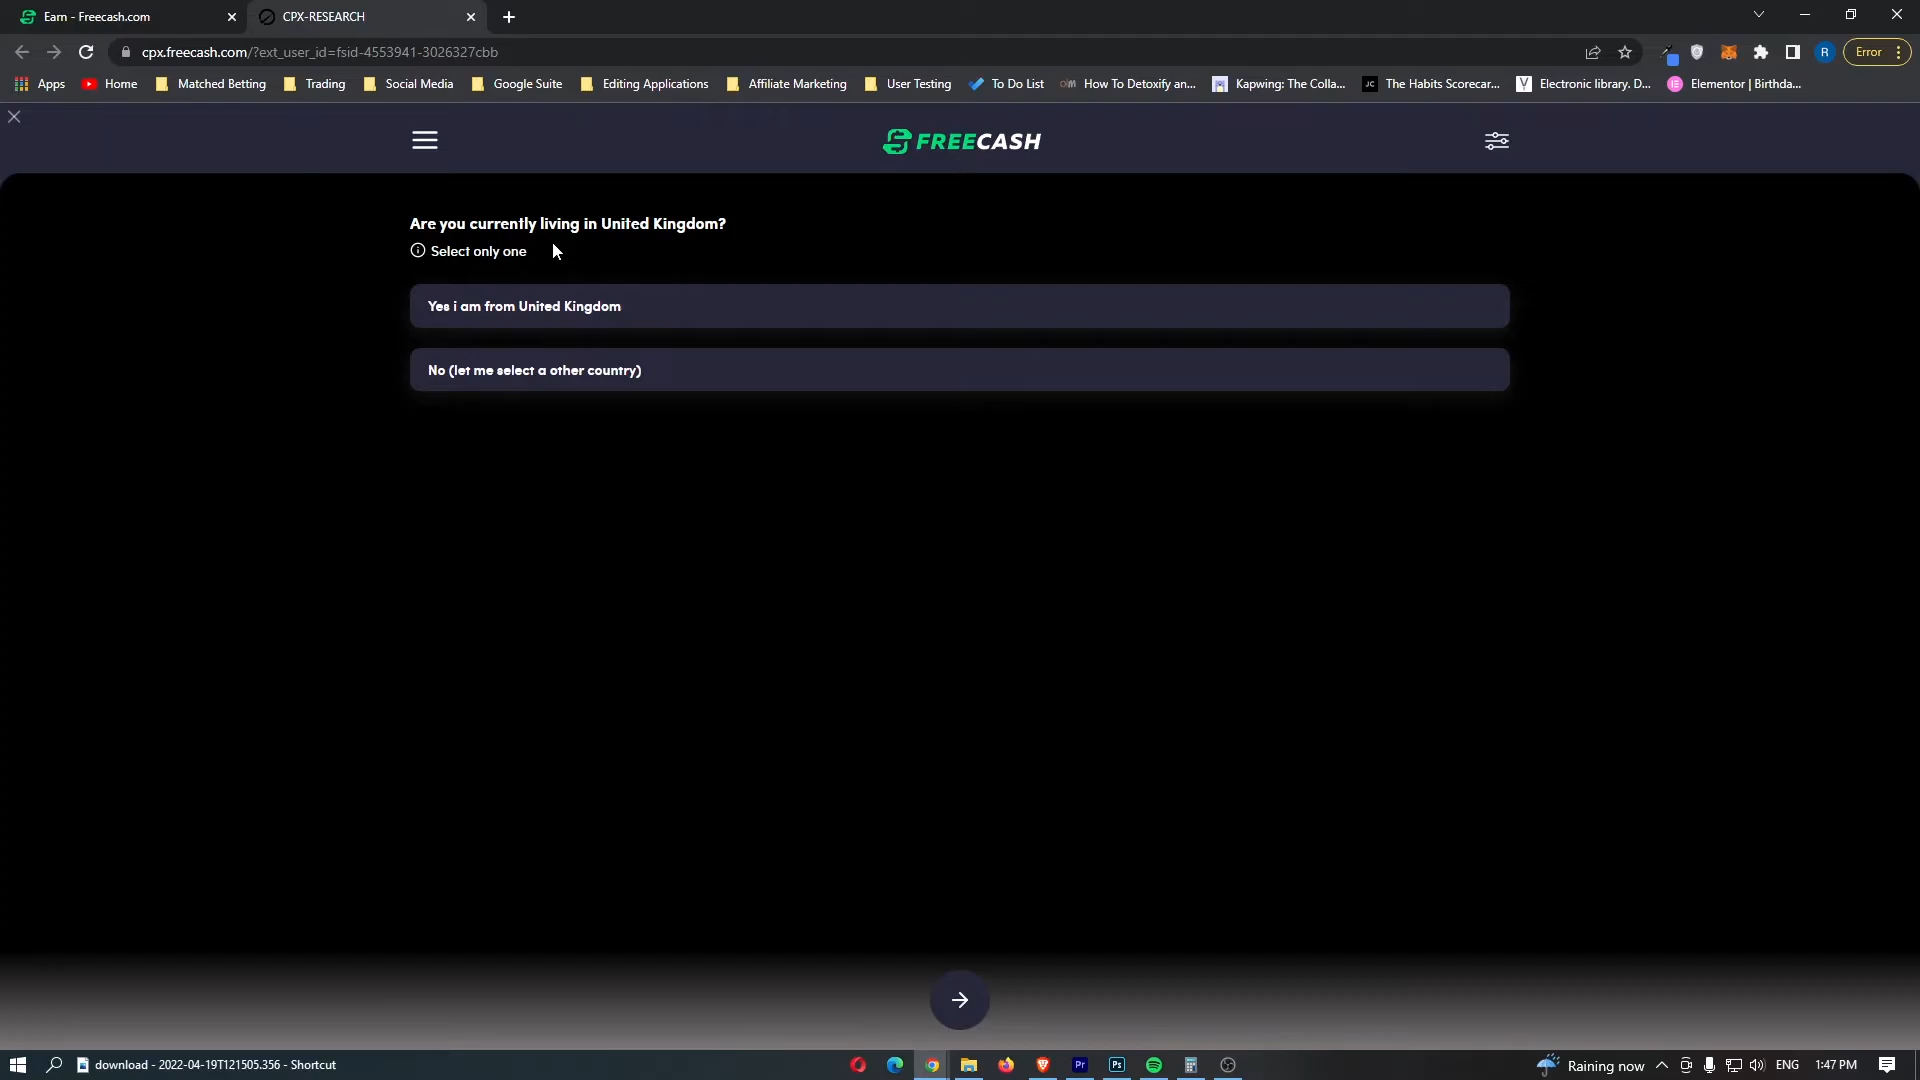 Earn - Freecash.com
CPX-RESEARCH
cpx.freecash.com/?ext_user_id=fsid-4553941-3026327cbb
R
Error
Apps
Home
Matched Betting
Trading
Social Media
Google Suite
Editing Applications
Affiliate Marketing
User Testing
To Do List
How To Detoxify an...
Kapwing: The Colla...
JC
The Habits Scorecar...
Electronic library. D...
Elementor | Birthda...
FREECASH
Are you currently living in United Kingdom?
Select only one
Yes i am from United Kingdom
No (let me select a other country)
download - 2022-04-19T121505.356 - Shortcut
Pr
Ps
Raining now
ENG
1:47 PM